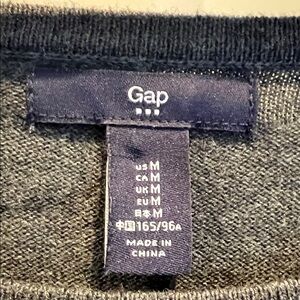 Gap
US M
CA M
UK M
EU M
日本 M
中国 165/96A
MADE IN
CHINA